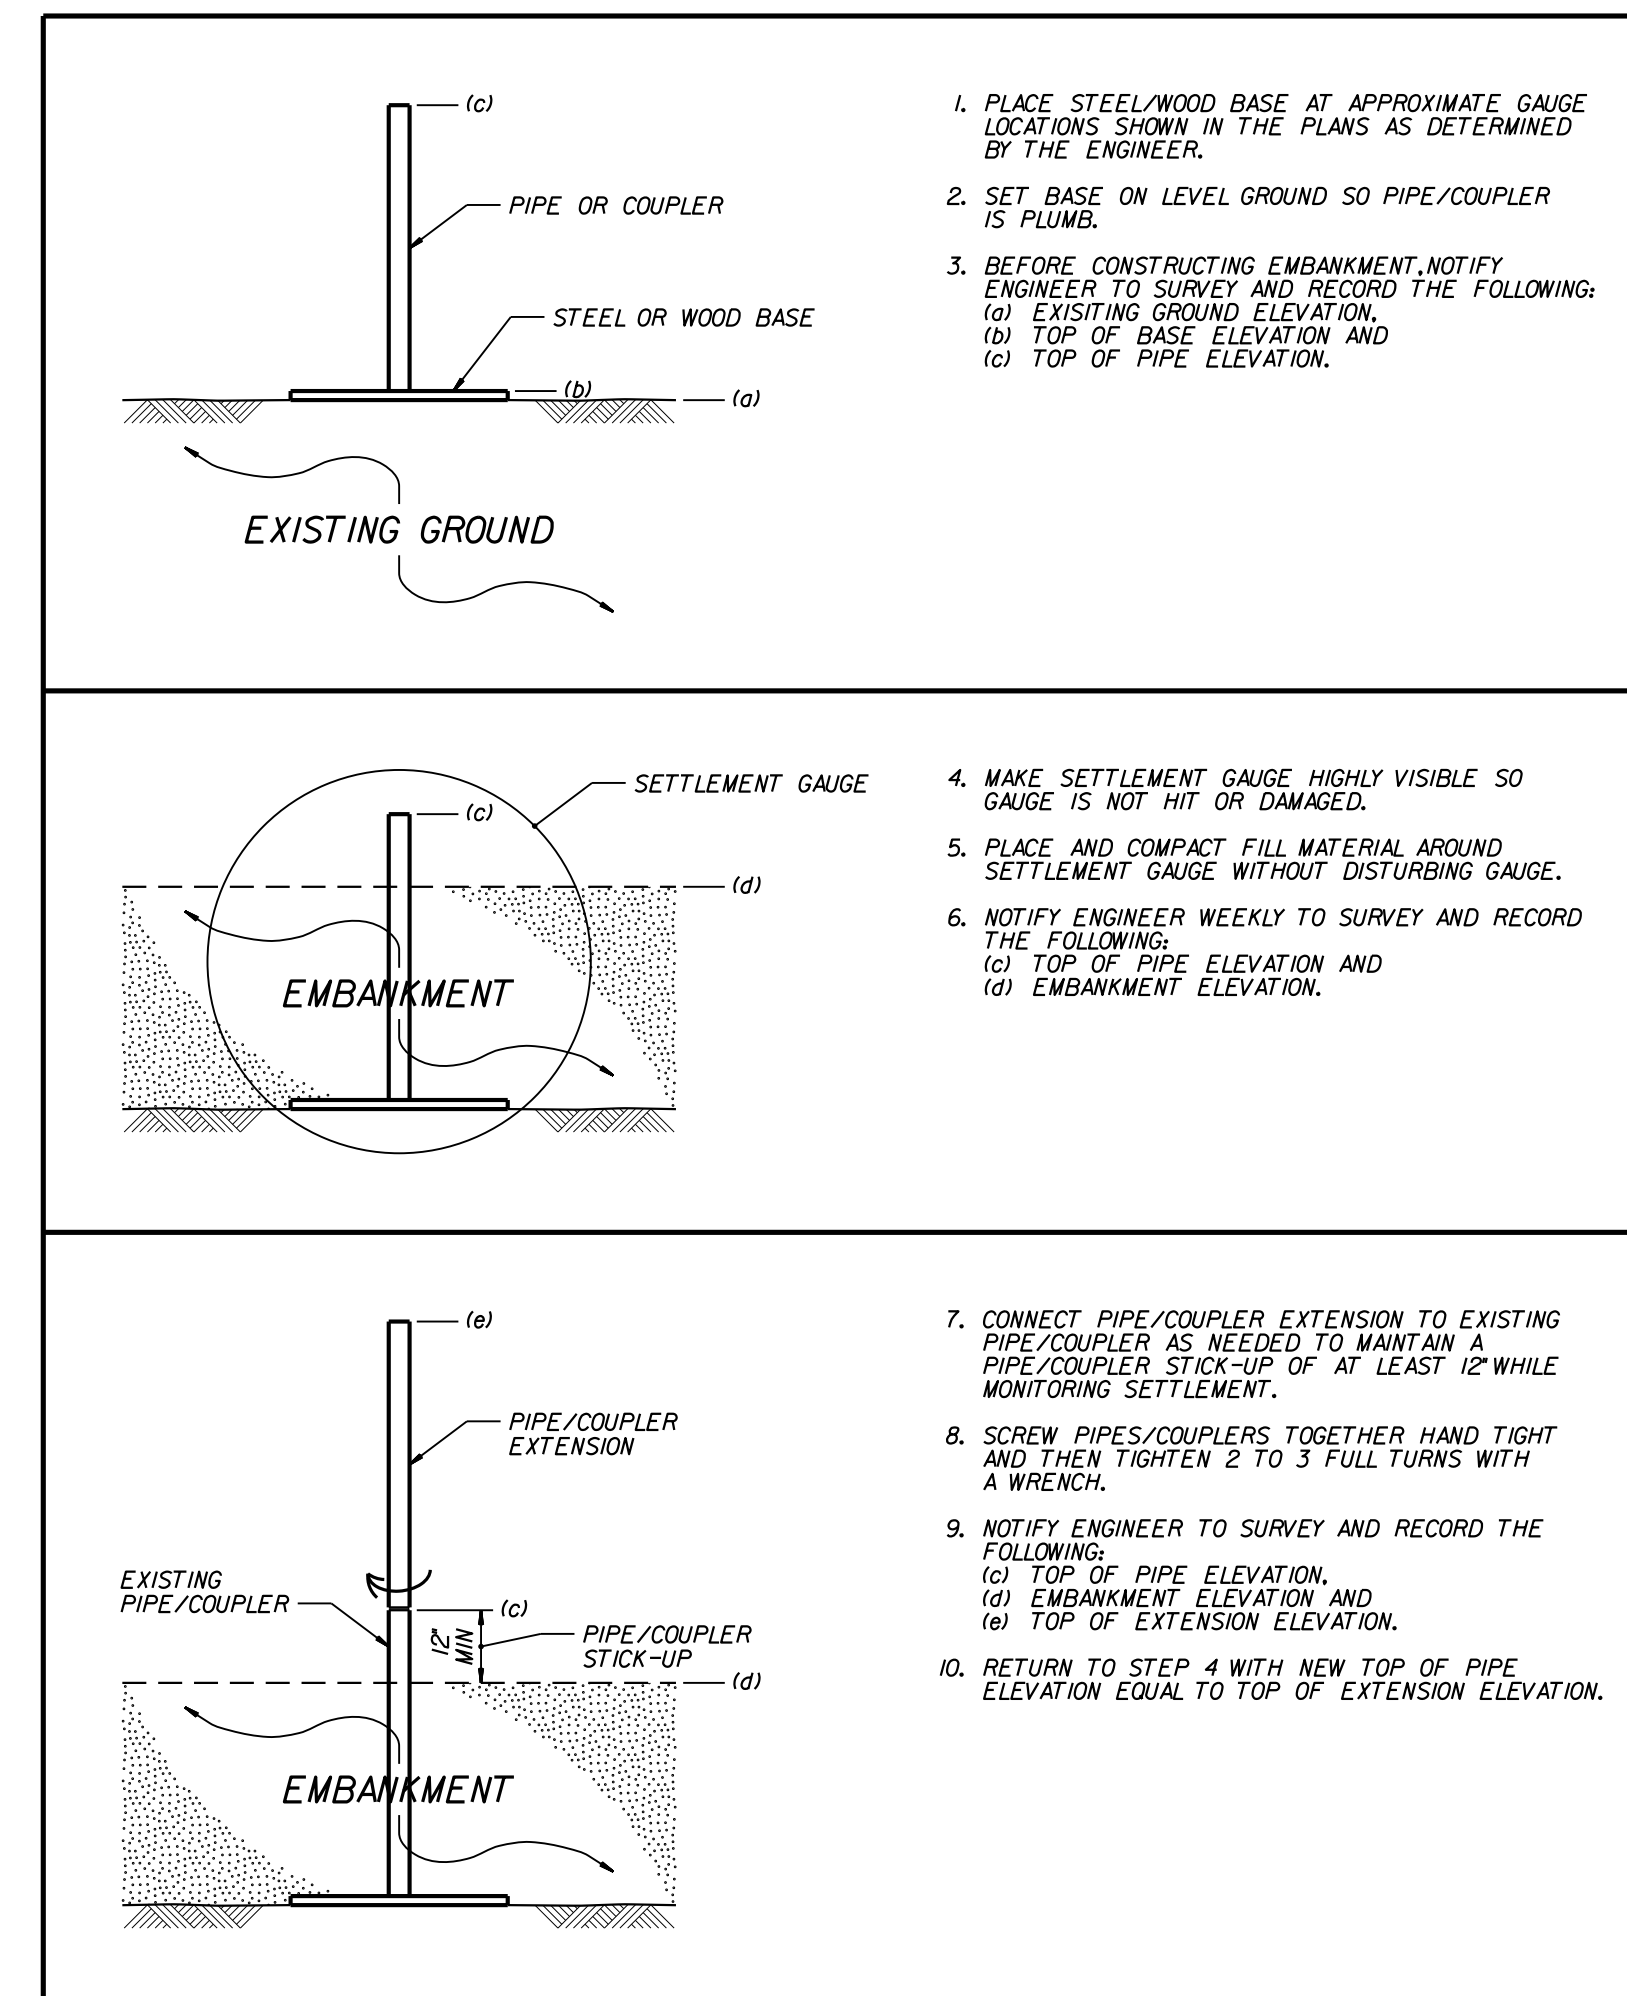 (c)
PIPE OR COUPLER
STEEL OR WOOD BASE
(b)
(a)
EXISTING GROUND
1. PLACE STEEL/WOOD BASE AT APPROXIMATE GAUGE
LOCATIONS SHOWN IN THE PLANS AS DETERMINED
BY THE ENGINEER.
2. SET BASE ON LEVEL GROUND SO PIPE/COUPLER
IS PLUMB.
3. BEFORE CONSTRUCTING EMBANKMENT, NOTIFY
ENGINEER TO SURVEY AND RECORD THE FOLLOWING:
(a) EXISITING GROUND ELEVATION,
(b) TOP OF BASE ELEVATION AND
(c) TOP OF PIPE ELEVATION.
SETTLEMENT GAUGE
(c)
(d)
EMBANKMENT
4. MAKE SETTLEMENT GAUGE HIGHLY VISIBLE SO
GAUGE IS NOT HIT OR DAMAGED.
5. PLACE AND COMPACT FILL MATERIAL AROUND
SETTLEMENT GAUGE WITHOUT DISTURBING GAUGE.
6. NOTIFY ENGINEER WEEKLY TO SURVEY AND RECORD
THE FOLLOWING:
(c) TOP OF PIPE ELEVATION AND
(d) EMBANKMENT ELEVATION.
(e)
PIPE/COUPLER
EXTENSION
EXISTING
PIPE/COUPLER
(c)
12"
MIN
PIPE/COUPLER
STICK-UP
(d)
EMBANKMENT
7. CONNECT PIPE/COUPLER EXTENSION TO EXISTING
PIPE/COUPLER AS NEEDED TO MAINTAIN A
PIPE/COUPLER STICK-UP OF AT LEAST 12" WHILE
MONITORING SETTLEMENT.
8. SCREW PIPES/COUPLERS TOGETHER HAND TIGHT
AND THEN TIGHTEN 2 TO 3 FULL TURNS WITH
A WRENCH.
9. NOTIFY ENGINEER TO SURVEY AND RECORD THE
FOLLOWING:
(c) TOP OF PIPE ELEVATION,
(d) EMBANKMENT ELEVATION AND
(e) TOP OF EXTENSION ELEVATION.
10. RETURN TO STEP 4 WITH NEW TOP OF PIPE
ELEVATION EQUAL TO TOP OF EXTENSION ELEVATION.